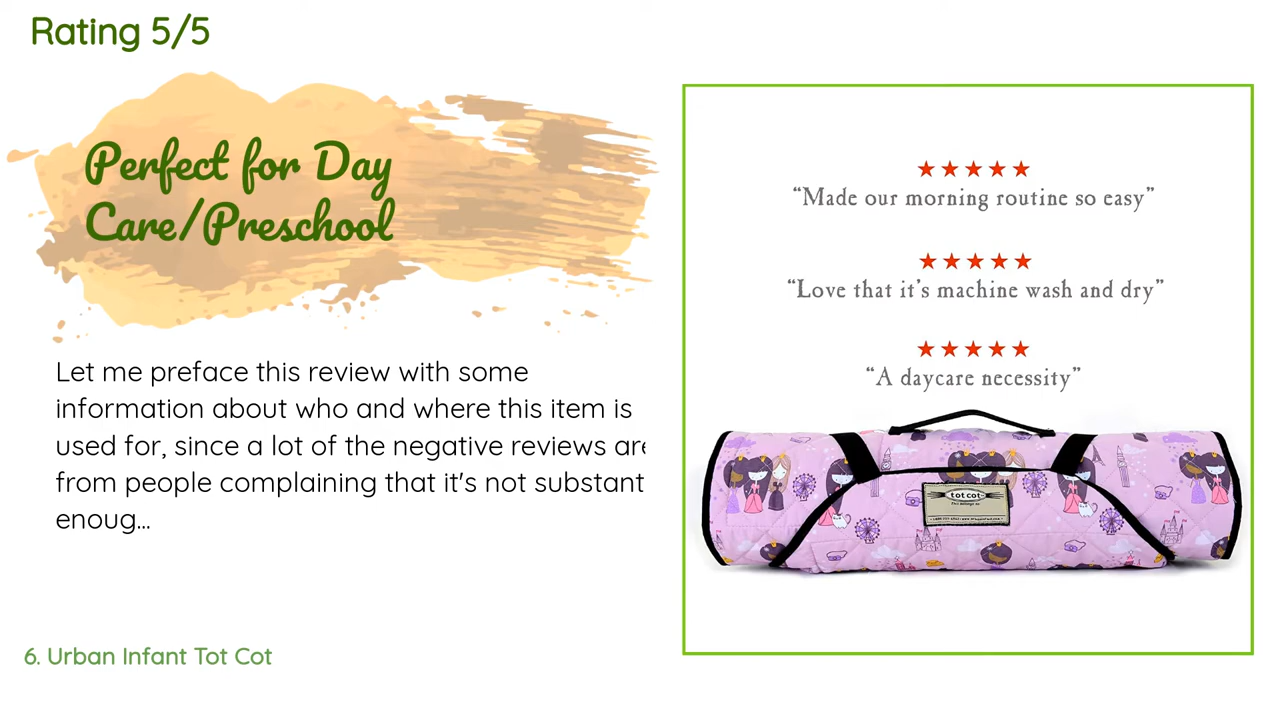 Rating 5/5
Perfect for Day
Care/Preschool
Let me preface this review with some
information about who and where this item is
used for, since a lot of the negative reviews are
from people complaining that it's not substant
enoug...
6. Urban Infant Tot Cot
“Made our morning routine so easy”
“Love that it’s machine wash and dry”
“A daycare necessity”
tot cot